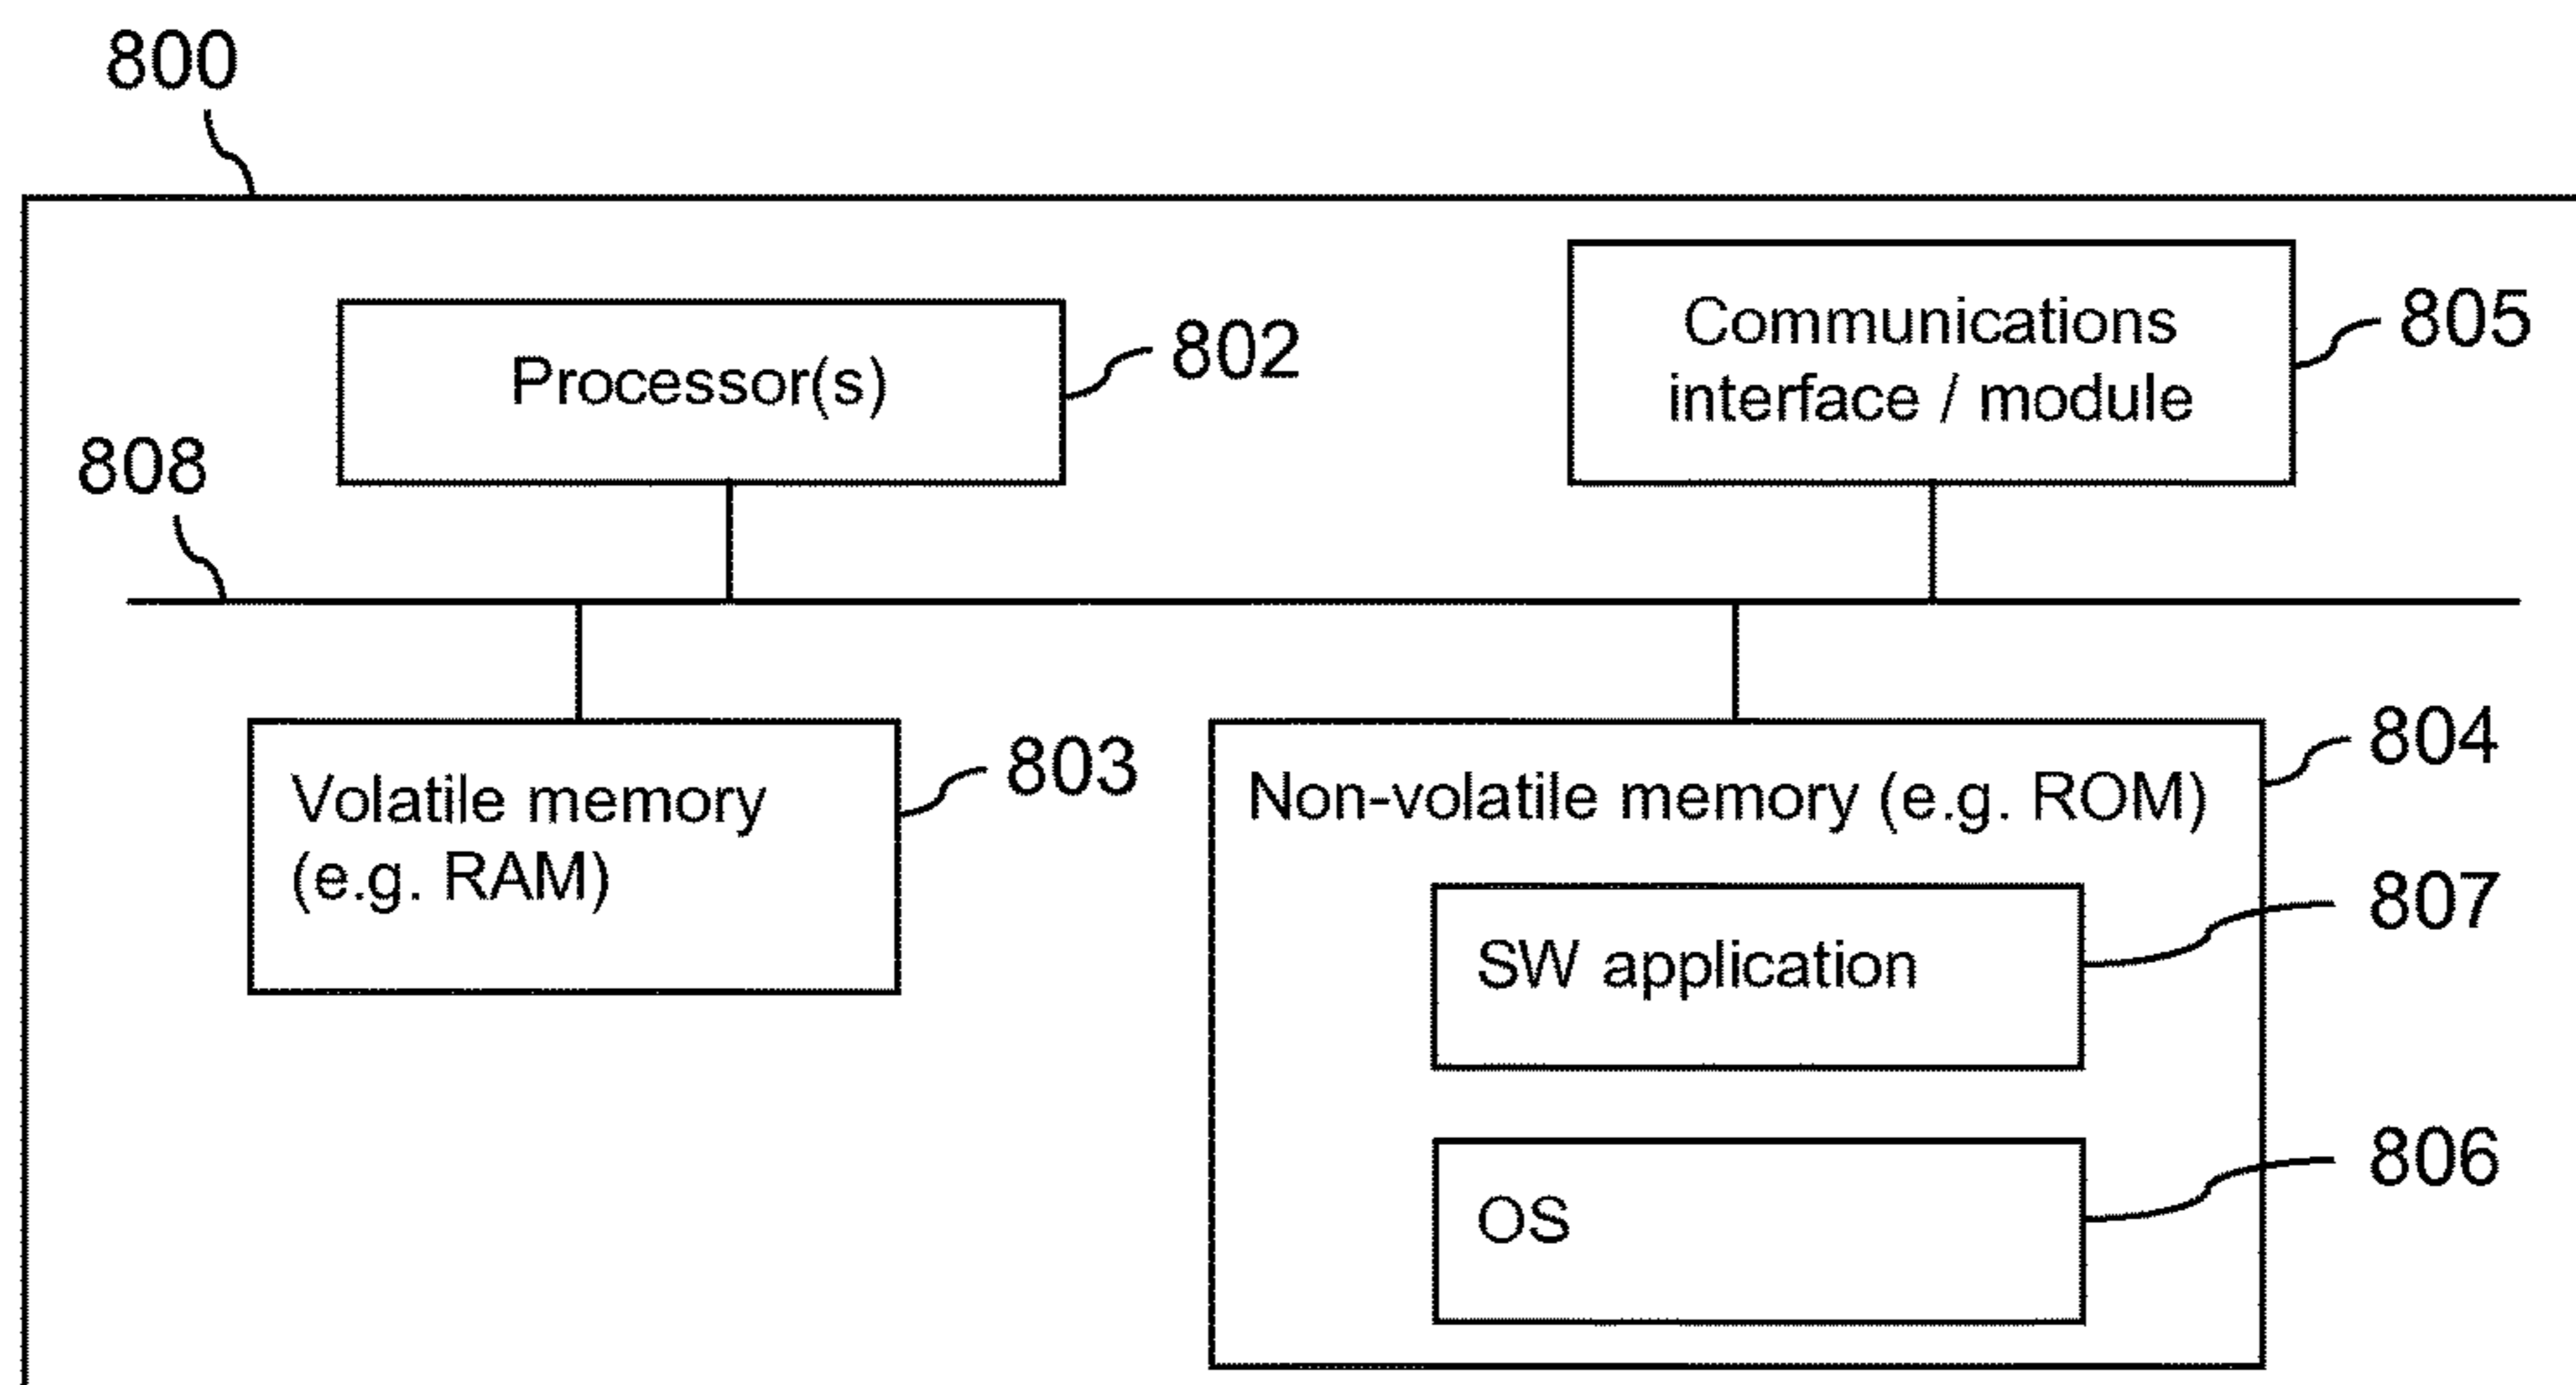 800
Processor(s)
802
Communications
interface / module
805
808
Volatile memory
(e.g. RAM)
803
Non-volatile memory (e.g. ROM)
804
SW application
807
OS
806